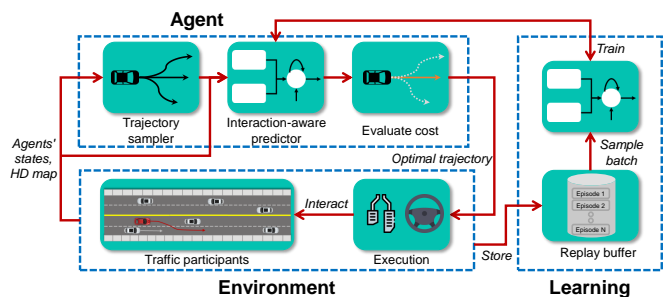 Agent
Trajectory
sampler
Interaction-aware
predictor
Evaluate cost
Train
Agents'
states,
HD map
Optimal trajectory
Sample
batch
Interact
Episode 1
Episode 2
Episode N
Store
Traffic participants
Execution
Replay buffer
Environment
Learning